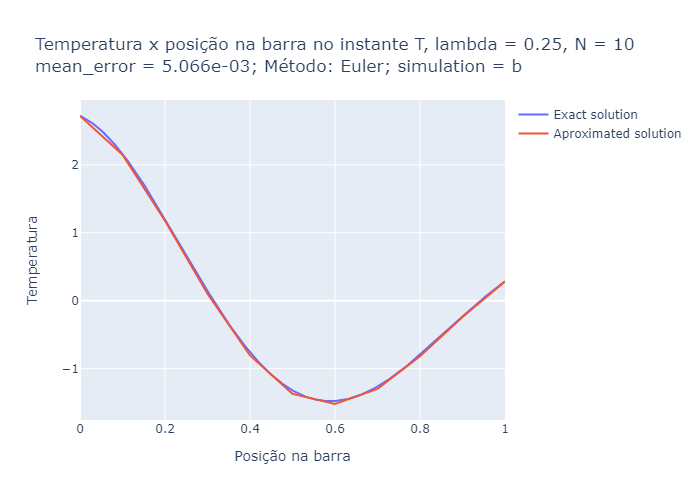 Temperatura x posição na barra no instante T, lambda = 0.25, N = 10
mean_error = 5.066e-03; Método: Euler; simulation = b
Exact solution
Aproximated solution
Temperatura
2
1
0
−1
0
0.2
0.4
0.6
0.8
1
Posição na barra